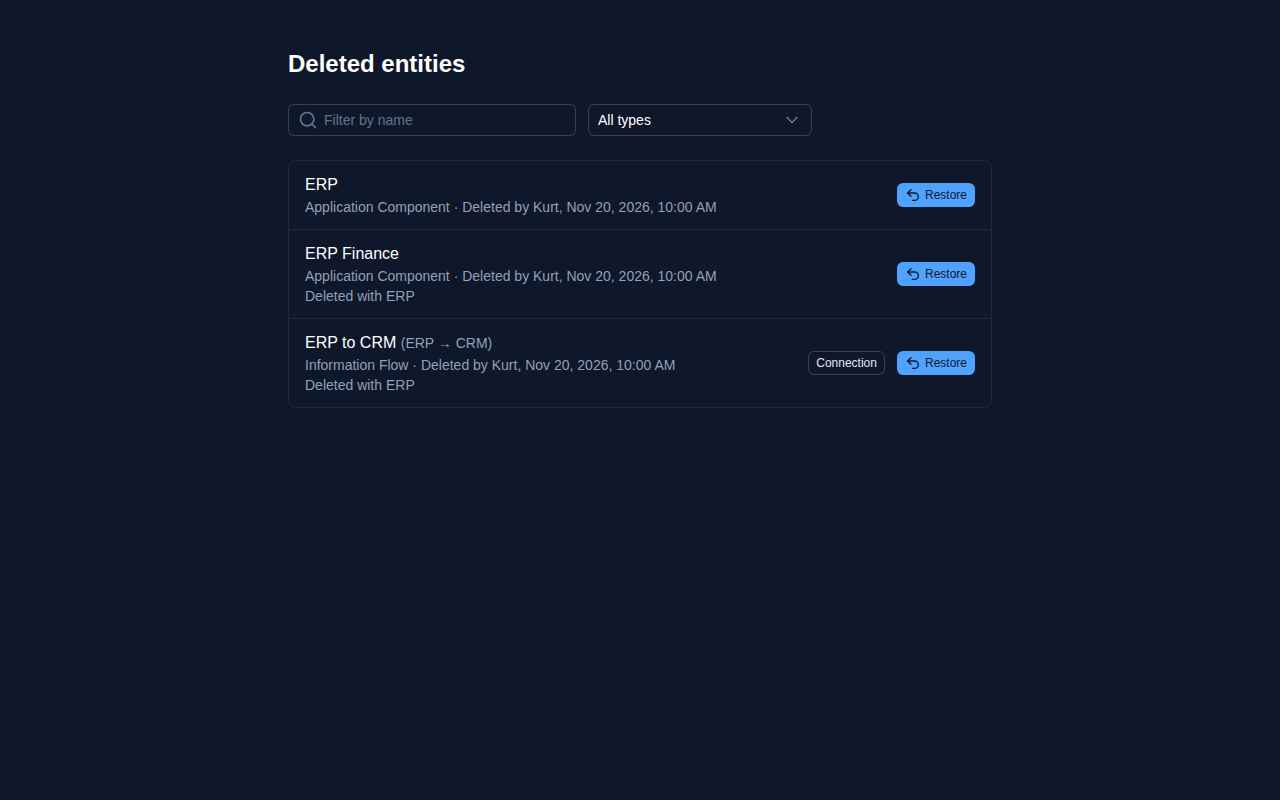 Deleted entities
Filter by name
All types
ERP
Application Component · Deleted by Kurt, Nov 20, 2026, 10:00 AM
Restore
ERP Finance
Application Component · Deleted by Kurt, Nov 20, 2026, 10:00 AM
Deleted with ERP
Restore
ERP to CRM (ERP → CRM)
Information Flow · Deleted by Kurt, Nov 20, 2026, 10:00 AM
Deleted with ERP
Connection
Restore